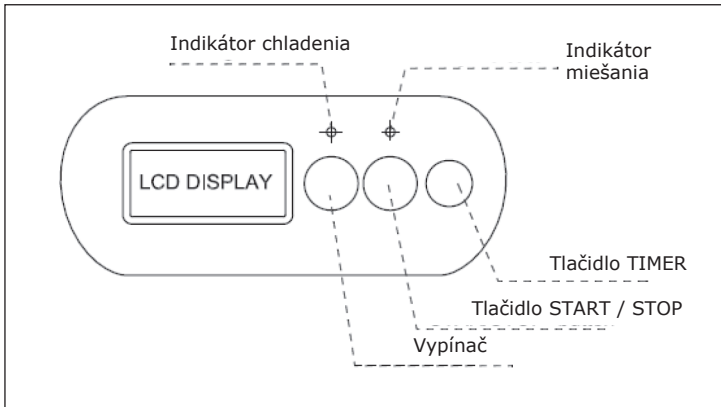 Indikátor chladenia
Indikátor
miešania
LCD DISPLAY
Tlačidlo TIMER
Tlačidlo START / STOP
Vypínač